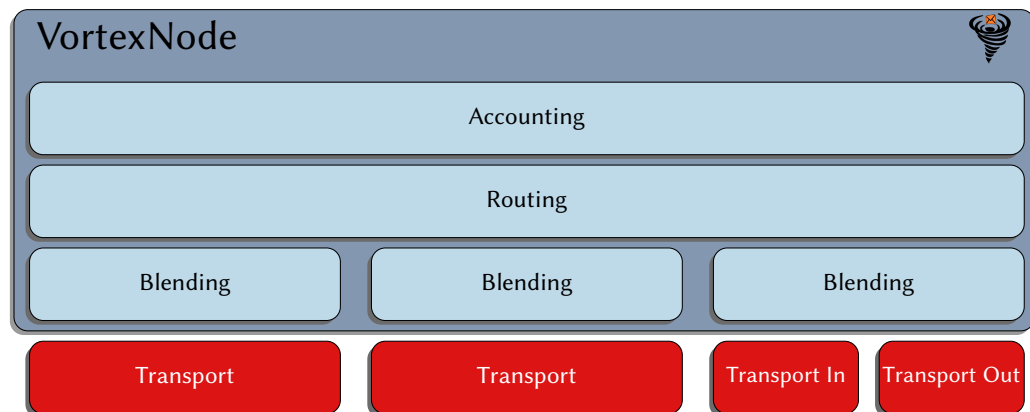 VortexNode
Accounting
Routing
Blending Blending Blending
Transport Transport Transport In Transport Out